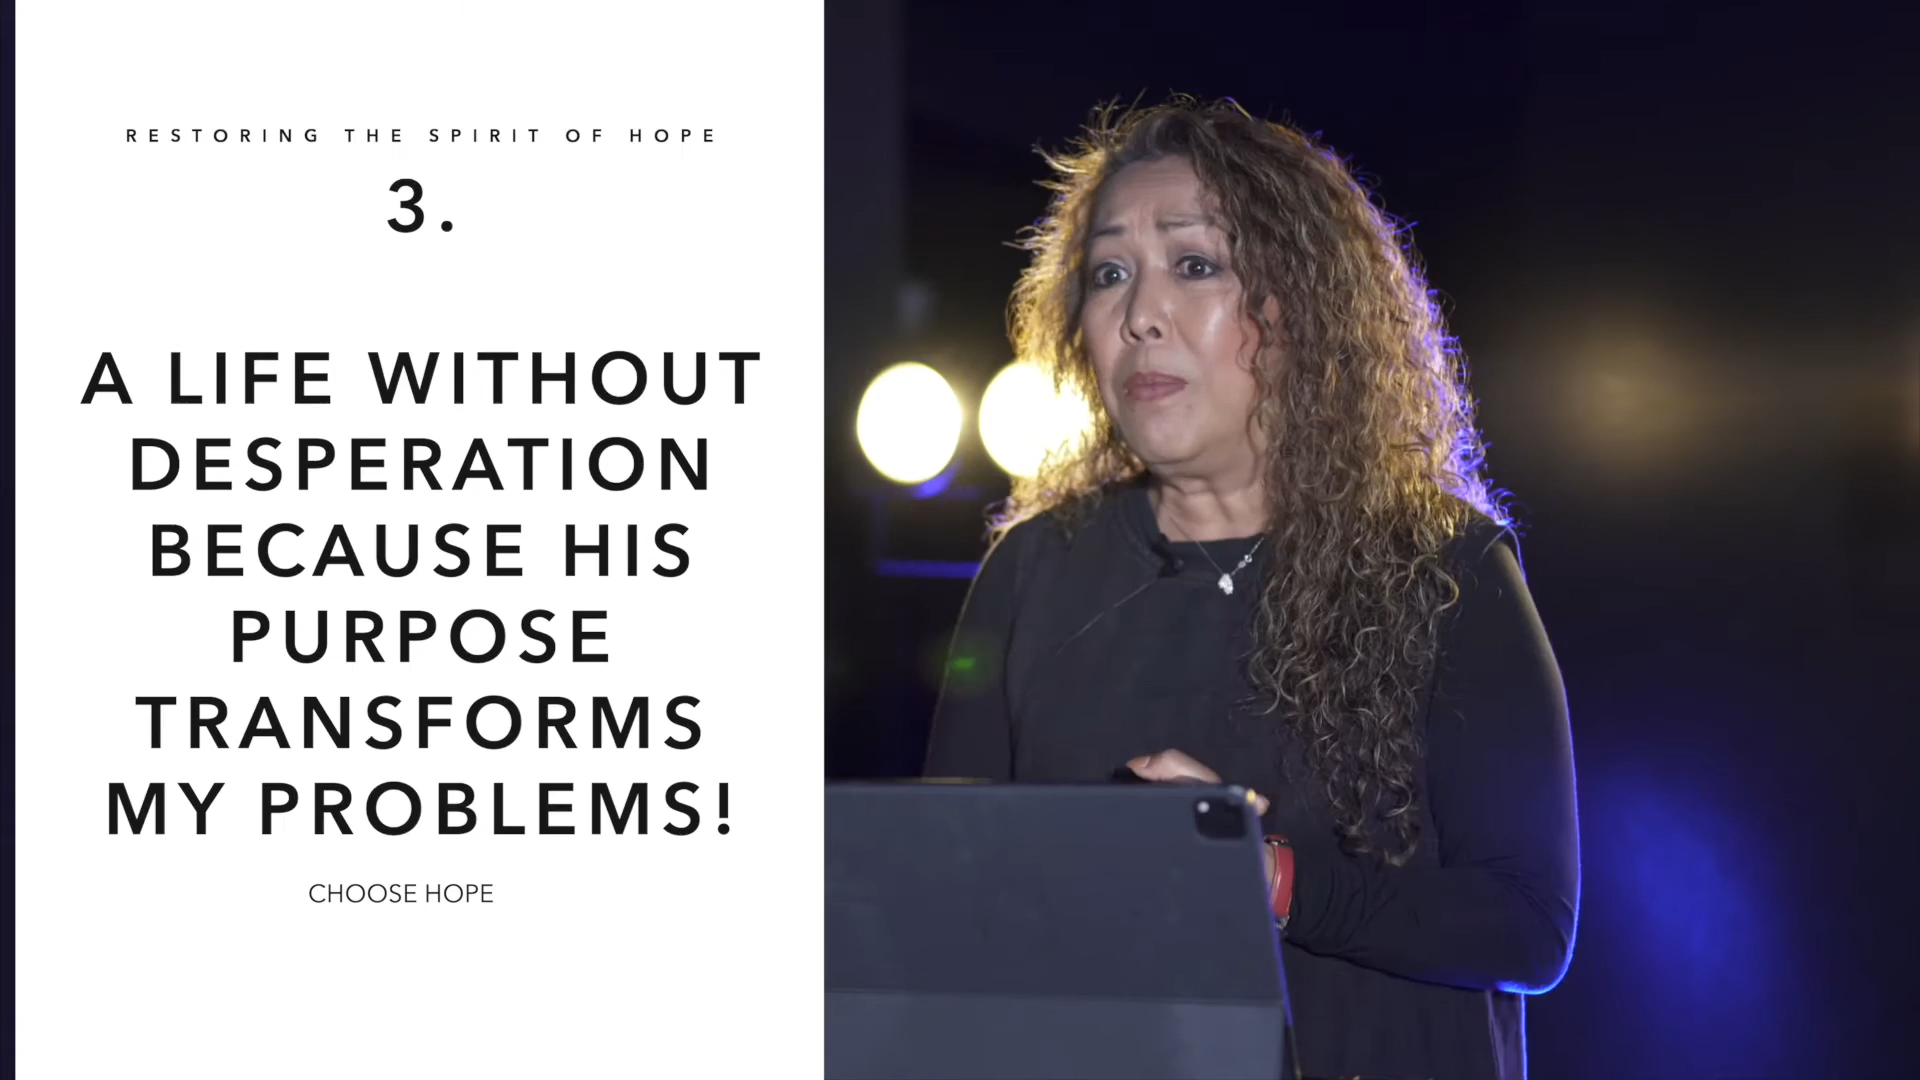 RESTORING THE SPIRIT OF HOPE
3.
A LIFE WITHOUT
DESPERATION
BECAUSE HIS
PURPOSE
TRANSFORMS
MY PROBLEMS!
CHOOSE HOPE